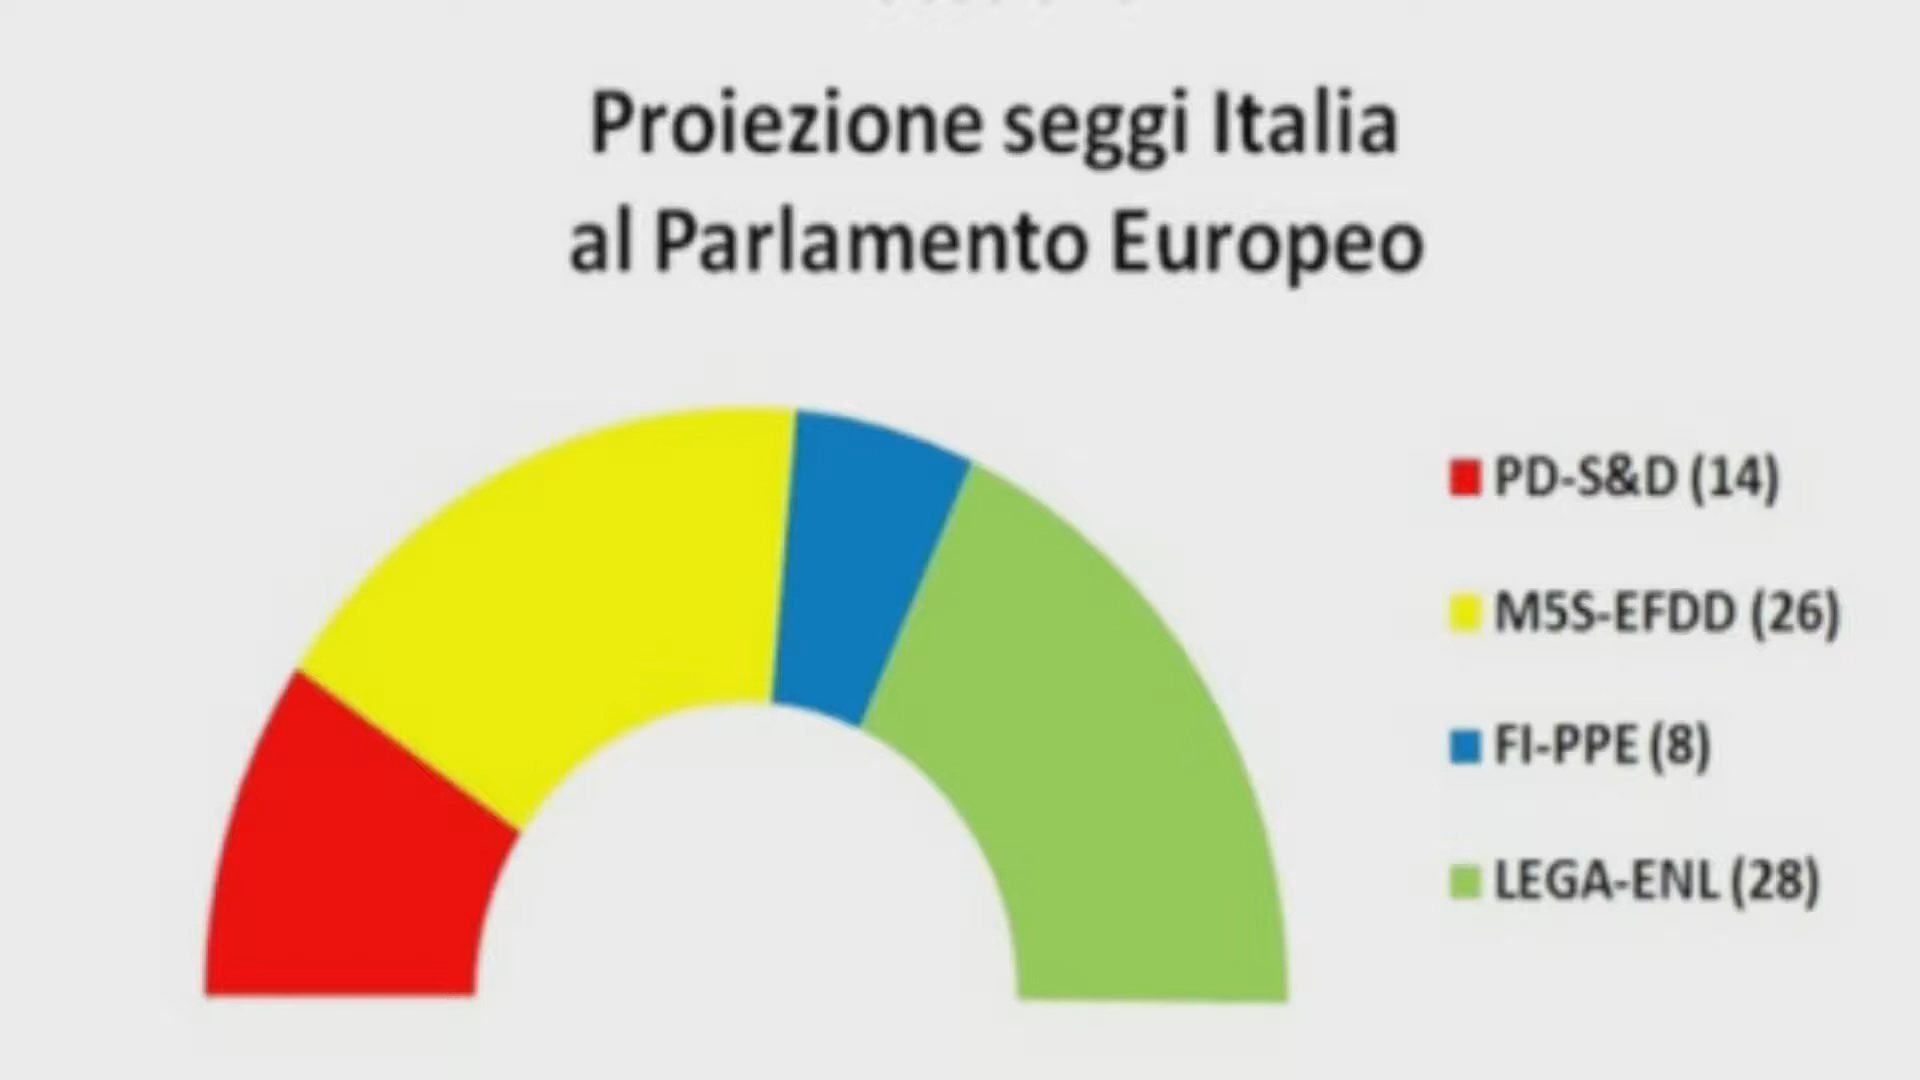 Proiezione seggi Italia
al Parlamento Europeo
PD-S&D (14)
M5S-EFDD (26)
FI-PPE (8)
LEGA-ENL (28)